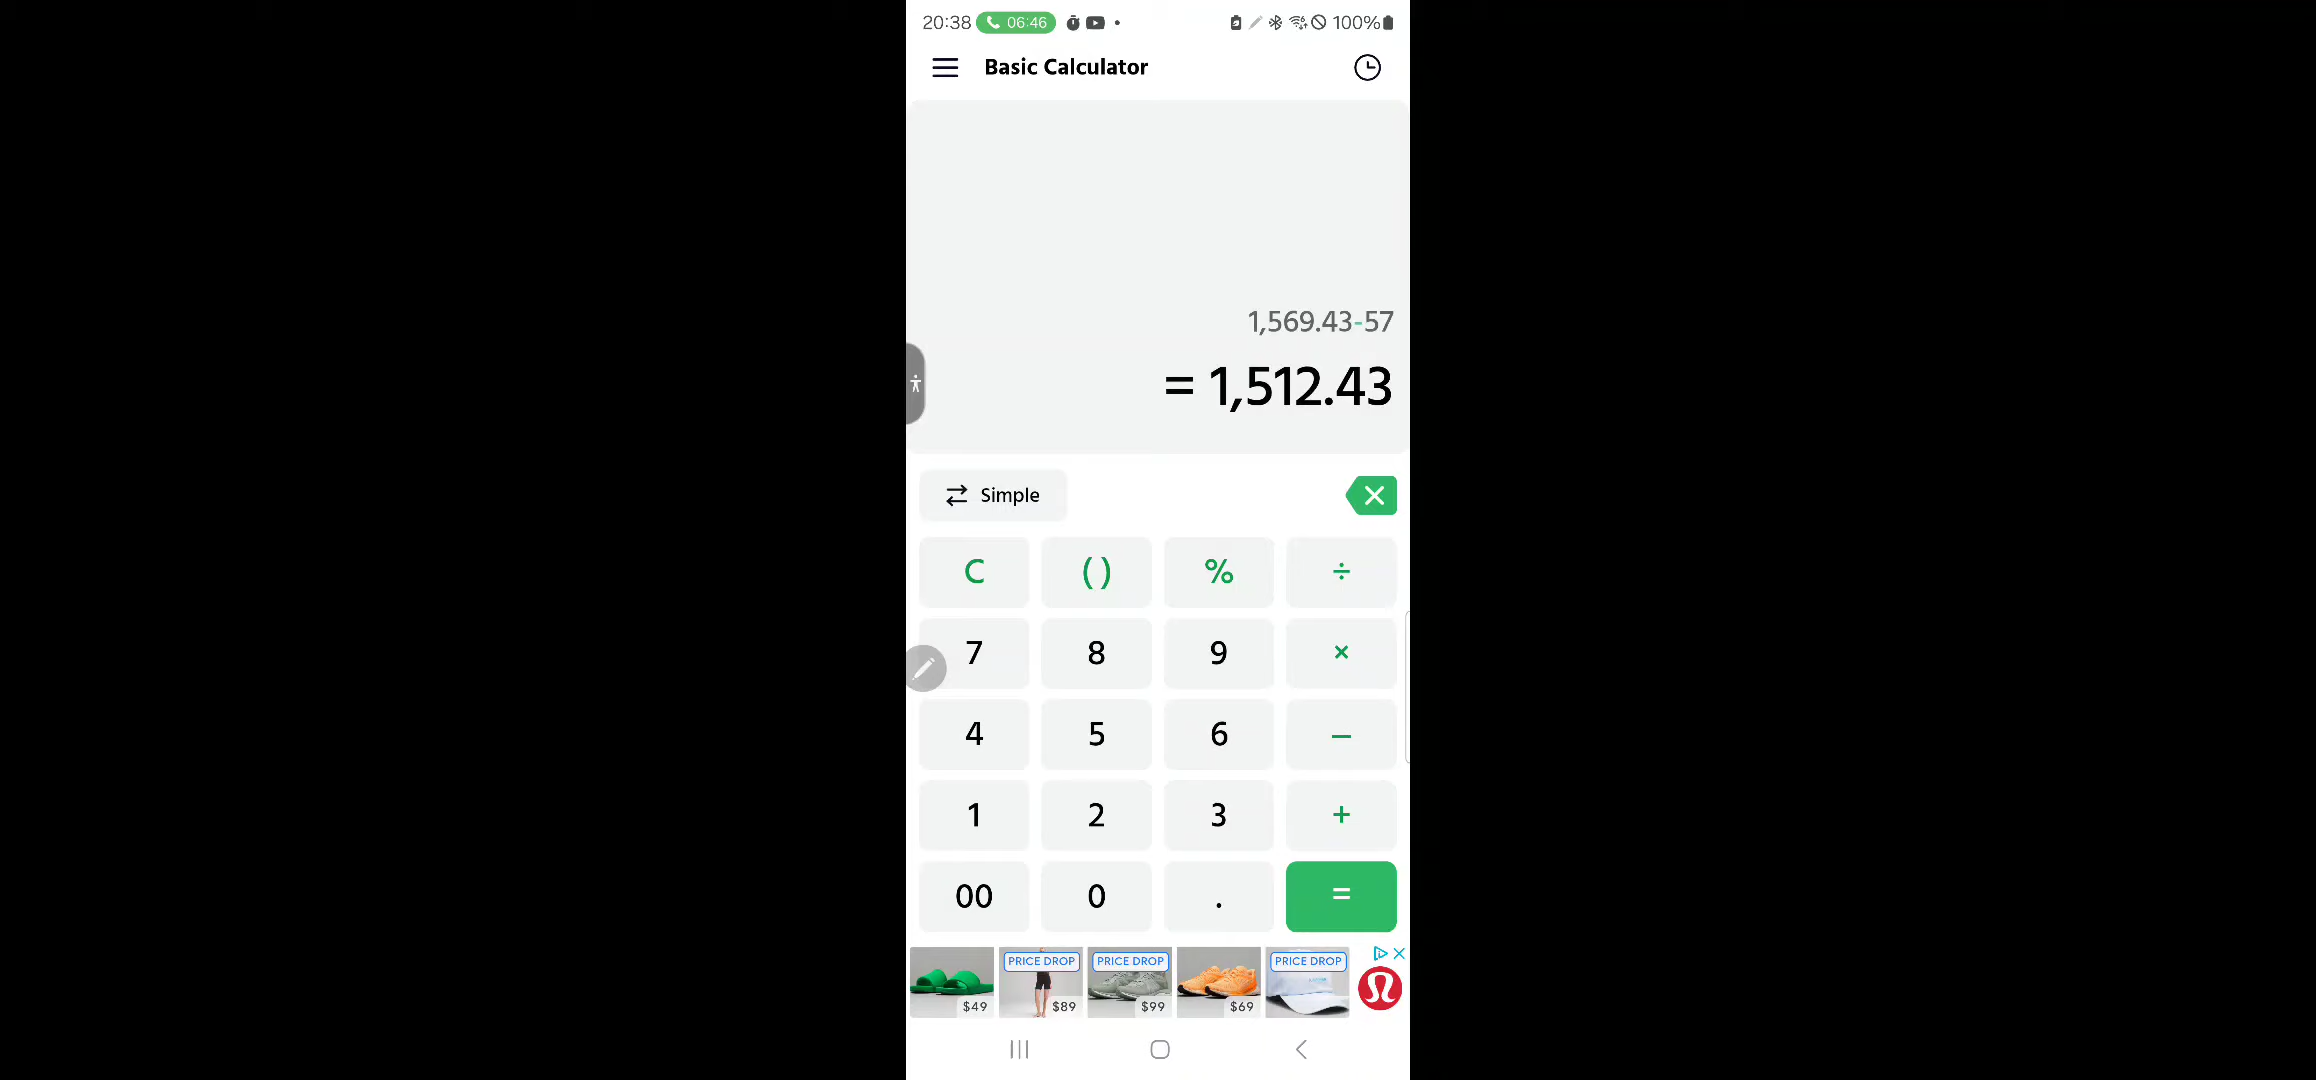 20:38 06:46 100%
Basic Calculator
1,569.43-57
= 1,512.43
Simple
C ( ) % ÷
7 8 9 ×
4 5 6 –
1 2 3 +
00 0 . =
PRICE DROP PRICE DROP PRICE DROP
$49 $89 $99 $69